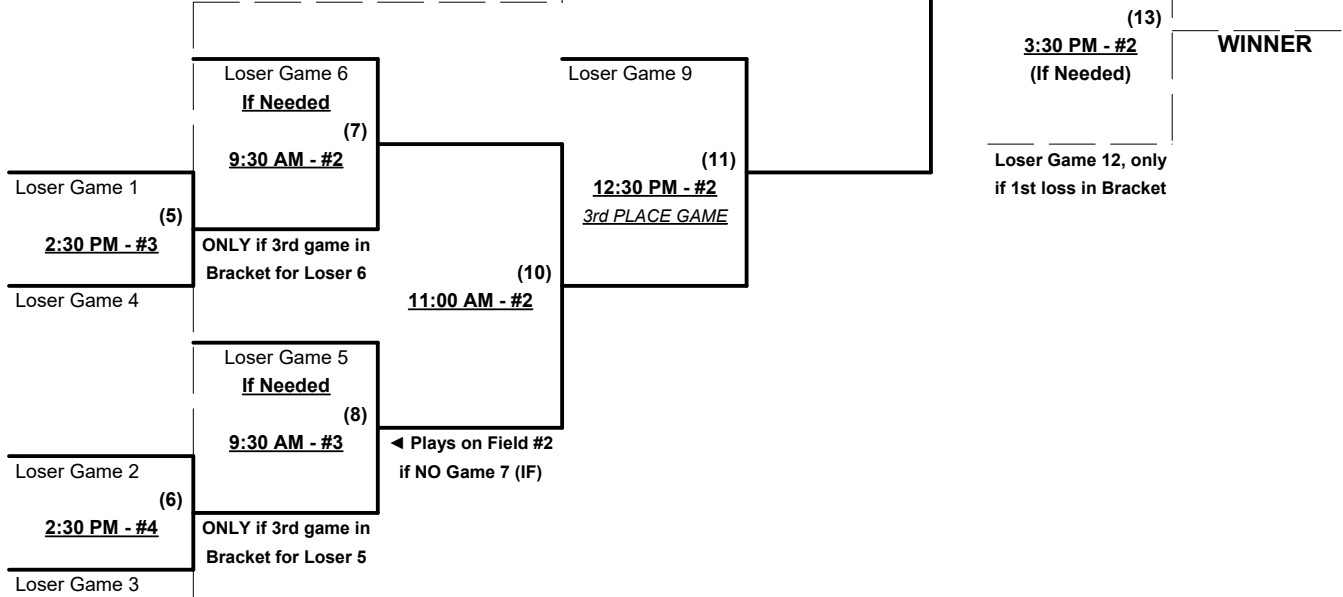 (13)
3:30 PM - #2
WINNER
(If Needed)
Loser Game 6
If Needed
(7)
9:30 AM - #2
Loser Game 9
(11)
12:30 PM - #2
3rd PLACE GAME
Loser Game 12, only
if 1st loss in Bracket
Loser Game 1
(5)
2:30 PM - #3
Loser Game 4
ONLY if 3rd game in
Bracket for Loser 6
(10)
11:00 AM - #2
Loser Game 5
If Needed
(8)
9:30 AM - #3
◄ Plays on Field #2
if NO Game 7 (IF)
Loser Game 2
(6)
2:30 PM - #4
Loser Game 3
ONLY if 3rd game in
Bracket for Loser 5